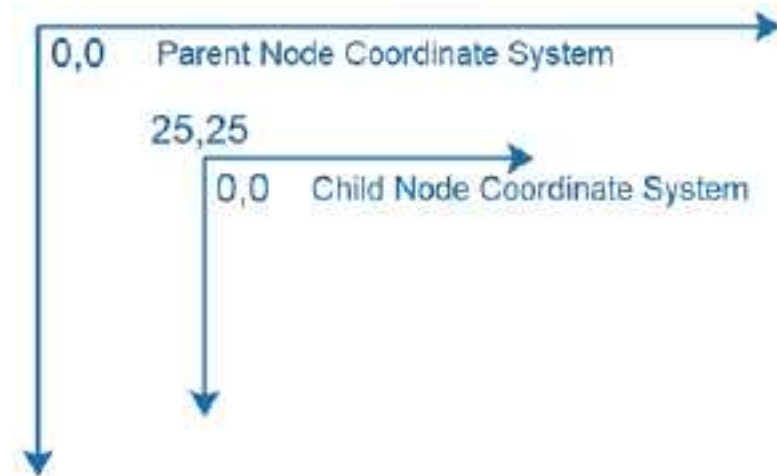 0,0 Parent Node Coordinate System
25,25
0,0 Child Node Coordinate System